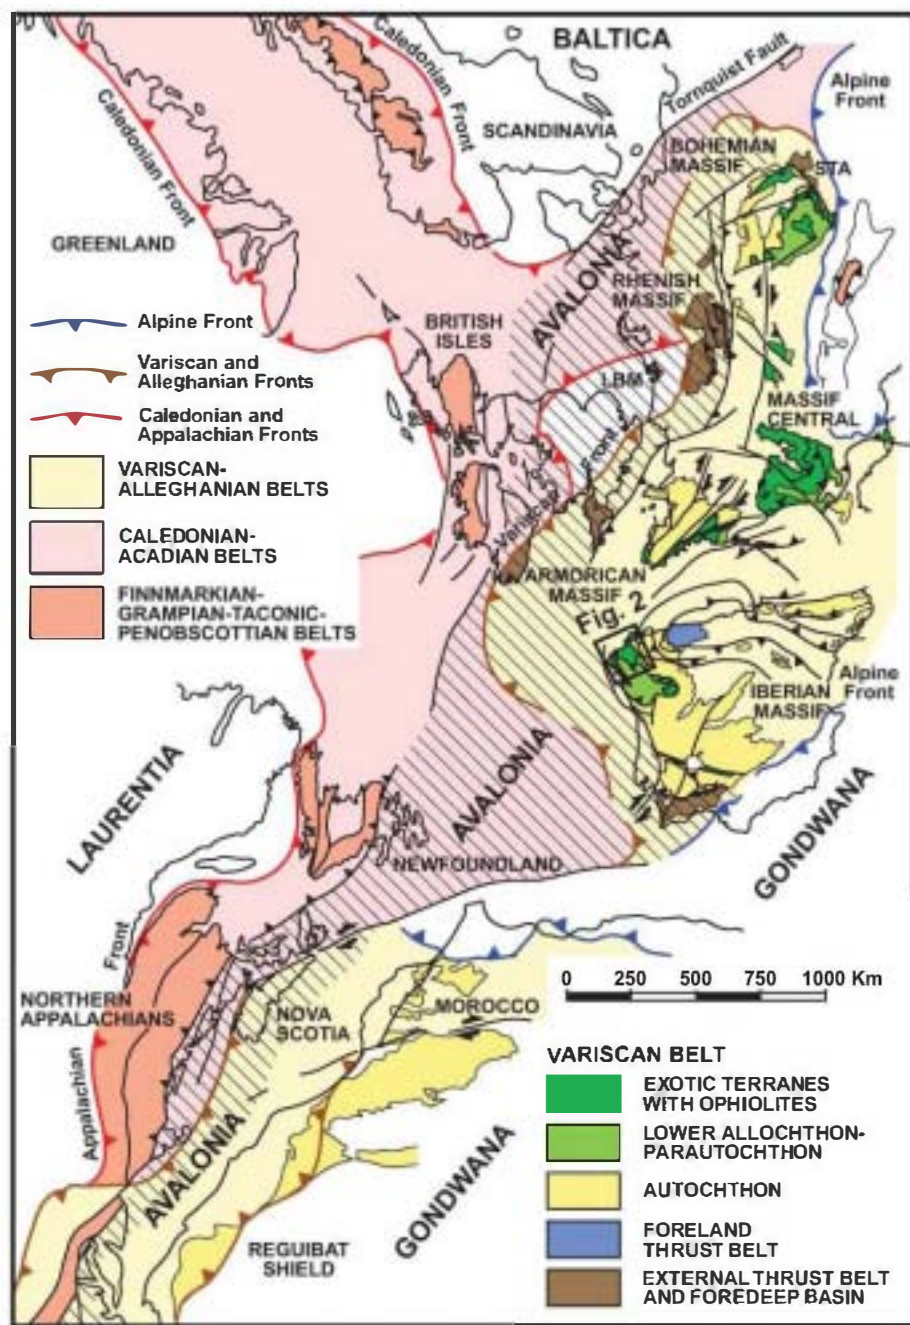 BALTICA
Caledonian Front
Caledonian Front
SCANDINAVIA
Tornquist Fault
Alpine
Front
BOHEMIAN
MASSIF
STA
GREENLAND
AVALONIA
RHENISH
MASSIF
BRITISH
ISLES
LBM
MASSIF
CENTRAL
Variscan Front
ARMORICAN
MASSIF
Fig. 2
IBERIAN
MASSIF
Alpine
Front
Alpine Front
Variscan and
Alleghanian Fronts
Caledonian and
Appalachian Fronts
VARISCAN-
ALLEGHANIAN BELTS
CALEDONIAN-
ACADIAN BELTS
FINNMARKIAN-
GRAMPIAN-TACONIC-
PENOBSCOTTIAN BELTS
LAURENTIA
AVALONIA
NEWFOUNDLAND
GONDWANA
Appalachian Front
NORTHERN
APPALACHIANS
NOVA
SCOTIA
MOROCCO
AVALONIA
GONDWANA
REGUIBAT
SHIELD
0 250 500 750 1000 Km
VARISCAN BELT
EXOTIC TERRANES
WITH OPHIOLITES
LOWER ALLOCHTHON-
PARAUTOCHTHON
AUTOCHTHON
FORELAND
THRUST BELT
EXTERNAL THRUST BELT
AND FOREDEEP BASIN